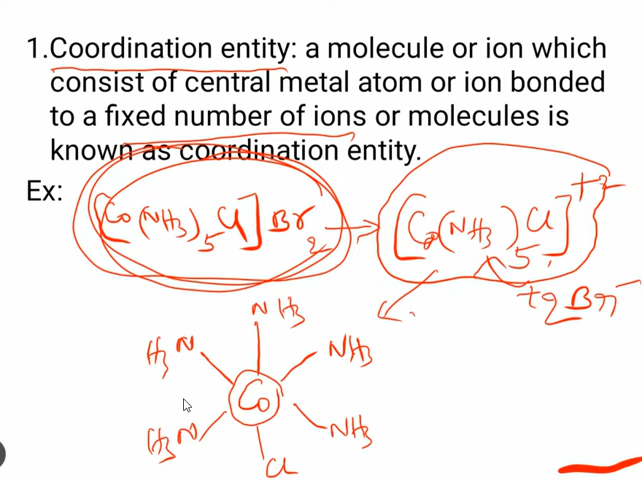 1.Coordination entity: a molecule or ion which
consist of central metal atom or ion bonded
to a fixed number of ions or molecules is
known as coordination entity.
Ex: [Co(NH3)5Cl]Br2 → [Co(NH3)5Cl]+2
+2Br−
NH3
H3N NH3
Co
H3N NH3
Cl